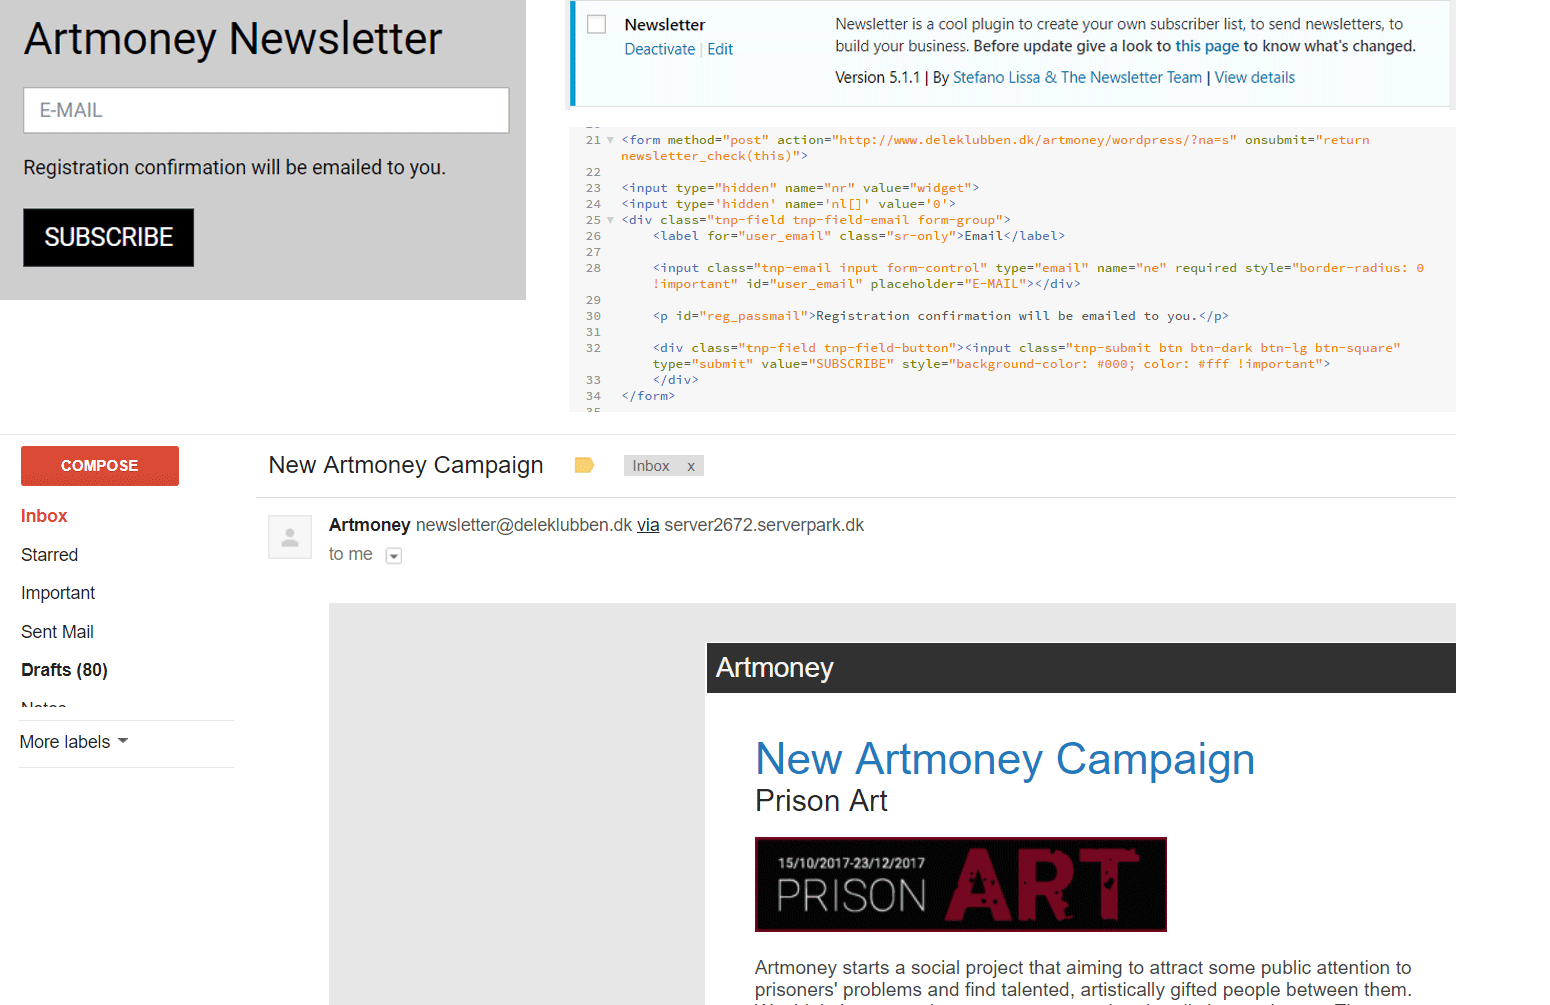 Artmoney Newsletter
E-MAIL
Registration confirmation will be emailed to you.
SUBSCRIBE
Newsletter
Deactivate | Edit
Newsletter is a cool plugin to create your own subscriber list, to send newsletters, to
build your business. Before update give a look to this page to know what's changed.
Version 5.1.1 | By Stefano Lissa & The Newsletter Team | View details
21 <form method="post" action="http://www.deleklubben.dk/artmoney/wordpress/?na=s" onsubmit="return
newsletter_check(this)">
22
23 <input type="hidden" name="nr" value="widget">
24 <input type='hidden' name='nl[]' value='0'>
25 <div class="tnp-field tnp-field-email form-group">
26 <label for="user_email" class="sr-only">Email</label>
27
28 <input class="tnp-email input form-control" type="email" name="ne" required style="border-radius: 0
!important" id="user_email" placeholder="E-MAIL"></div>
29
30 <p id="reg_passmail">Registration confirmation will be emailed to you.</p>
31
32 <div class="tnp-field tnp-field-button"><input class="tnp-submit btn btn-dark btn-lg btn-square"
type="submit" value="SUBSCRIBE" style="background-color: #000; color: #fff !important">
33 </div>
34 </form>
COMPOSE
Inbox
Starred
Important
Sent Mail
Drafts (80)
Notes
More labels
New Artmoney Campaign
Inbox x
Artmoney newsletter@deleklubben.dk via server2672.serverpark.dk
to me
Artmoney
New Artmoney Campaign
Prison Art
15/10/2017-23/12/2017
PRISON ART
Artmoney starts a social project that aiming to attract some public attention to
prisoners' problems and find talented, artistically gifted people between them.